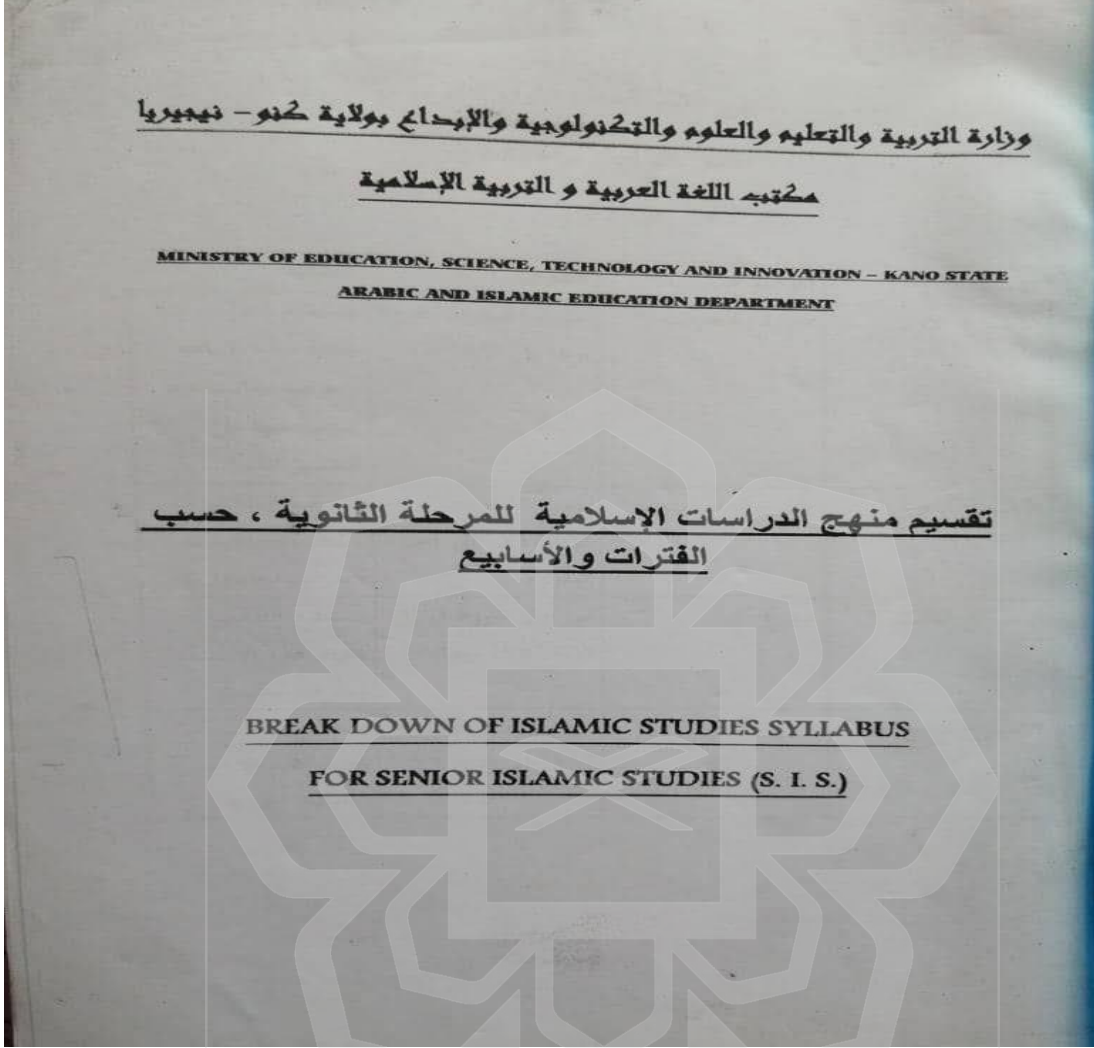 وزارة التربية والتعليم والعلوم والتكنولوجية والإبداع بولاية كنو - نيجيريا
مكتب اللغة العربية و التربية الإسلامية
MINISTRY OF EDUCATION, SCIENCE, TECHNOLOGY AND INNOVATION – KANO STATE
ARABIC AND ISLAMIC EDUCATION DEPARTMENT
تقسيم منهج الدراسات الإسلامية للمرحلة الثانوية ، حسب
الفترات والأسابيع
BREAK DOWN OF ISLAMIC STUDIES SYLLABUS
FOR SENIOR ISLAMIC STUDIES (S. I. S.)